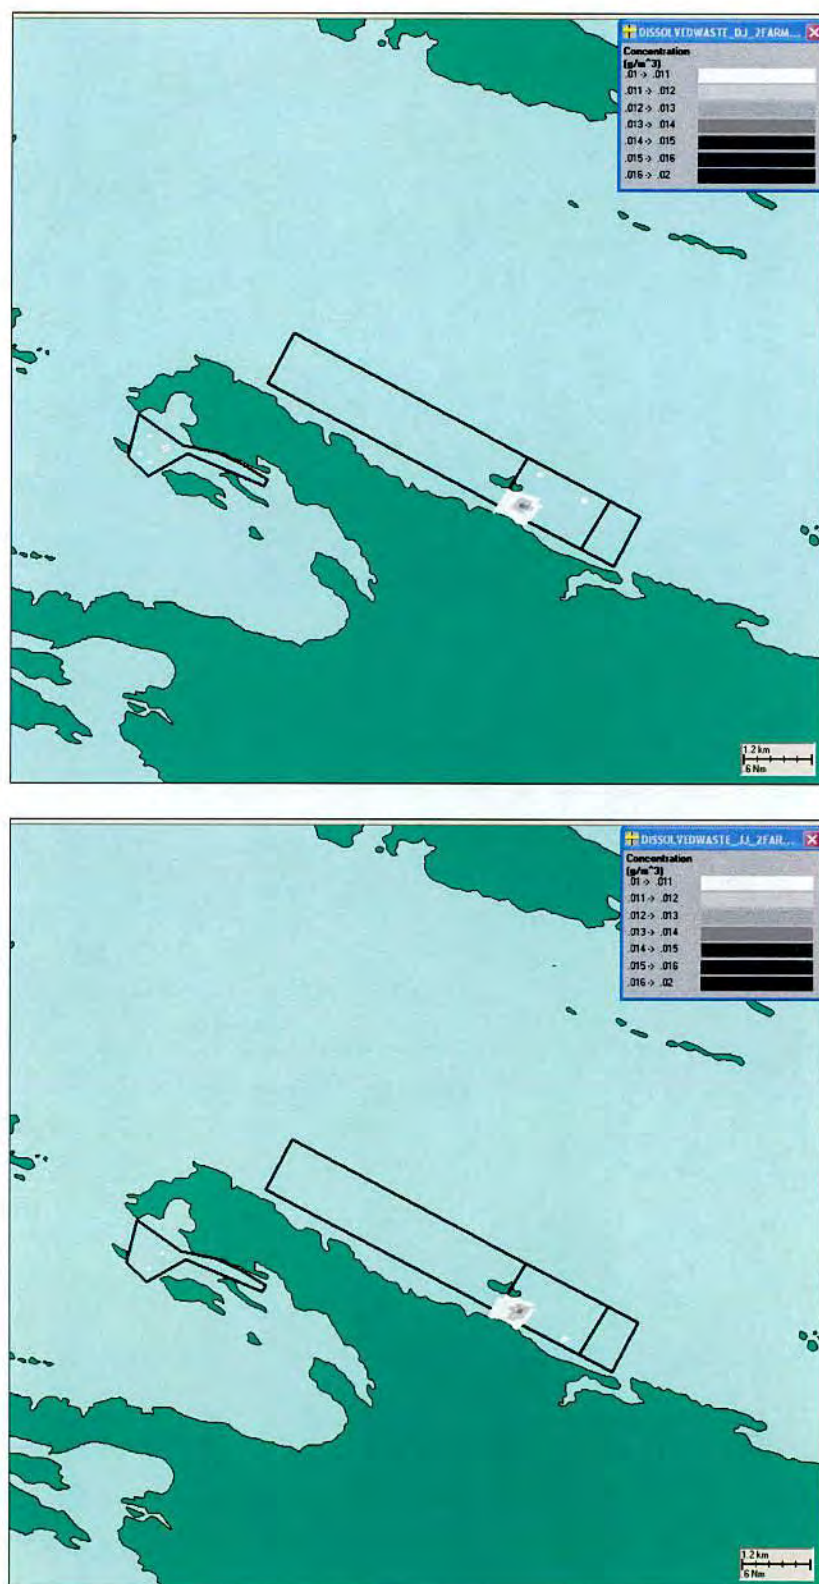 DISSOLVEDWASTE_DJ_2FARM...
Concentration
(g/m^3)
.01 -> .011
.011 -> .012
.012 -> .013
.013 -> .014
.014 -> .015
.015 -> .016
.016 -> .02
1.2 km
.6 Nm
DISSOLVEDWASTE_JJ_2FAR...
Concentration
(g/m^3)
.01 -> .011
.011 -> .012
.012 -> .013
.013 -> .014
.014 -> .015
.015 -> .016
.016 -> .02
1.2 km
.6 Nm